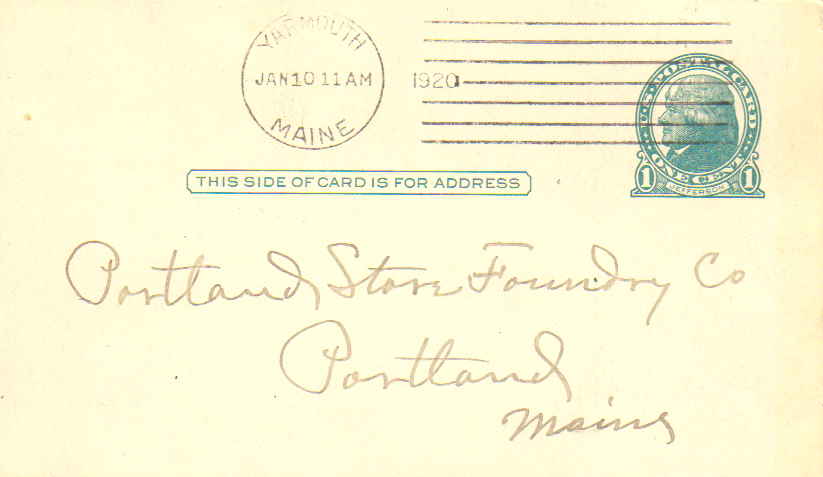 YARMOUTH
JAN 10 11 AM 1920
MAINE
U.S. POSTAL CARD
ONE CENT
1 JEFFERSON 1
THIS SIDE OF CARD IS FOR ADDRESS
Portland Stove Foundry Co
Portland
Maine